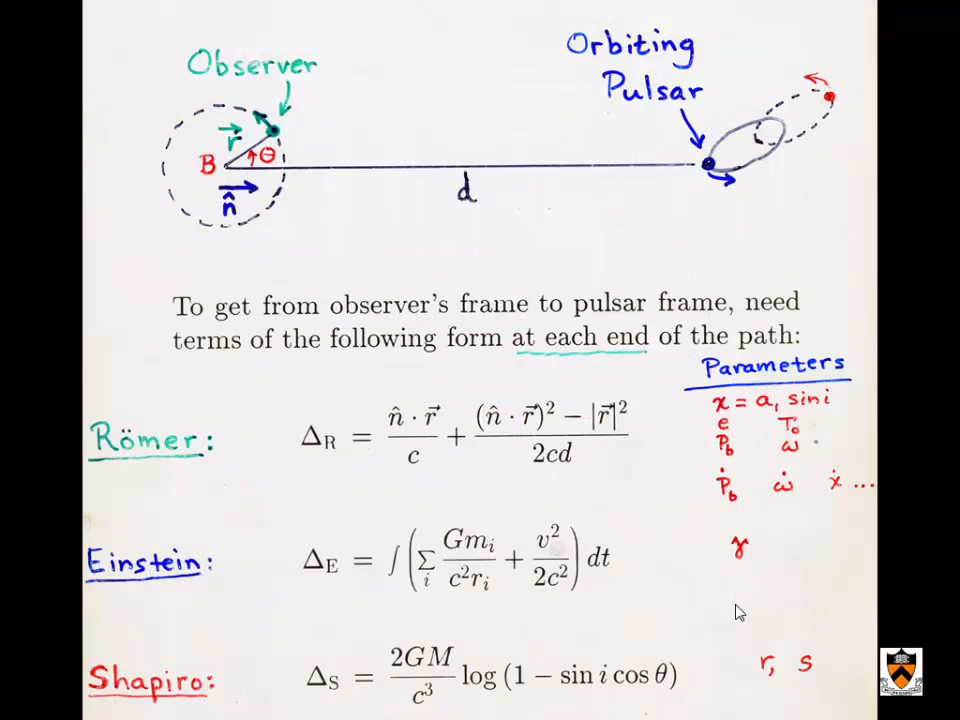 Observer
Orbiting
Pulsar
r⃗
B
θ
n̂
d
To get from observer's frame to pulsar frame, need
terms of the following form at each end of the path:
Parameters
x = a₁ sin i
e T₀
P_b ω
Ṗ_b ω̇ ẋ ...
Römer: Δ_R = n̂ · r⃗ / c + ((n̂ · r⃗)² − |r⃗|²) / 2cd
Einstein: Δ_E = ∫ ( Σ_i Gm_i / c²r_i + v² / 2c² ) dt
γ
Shapiro: Δ_S = 2GM / c³ log (1 − sin i cos θ)
r, s